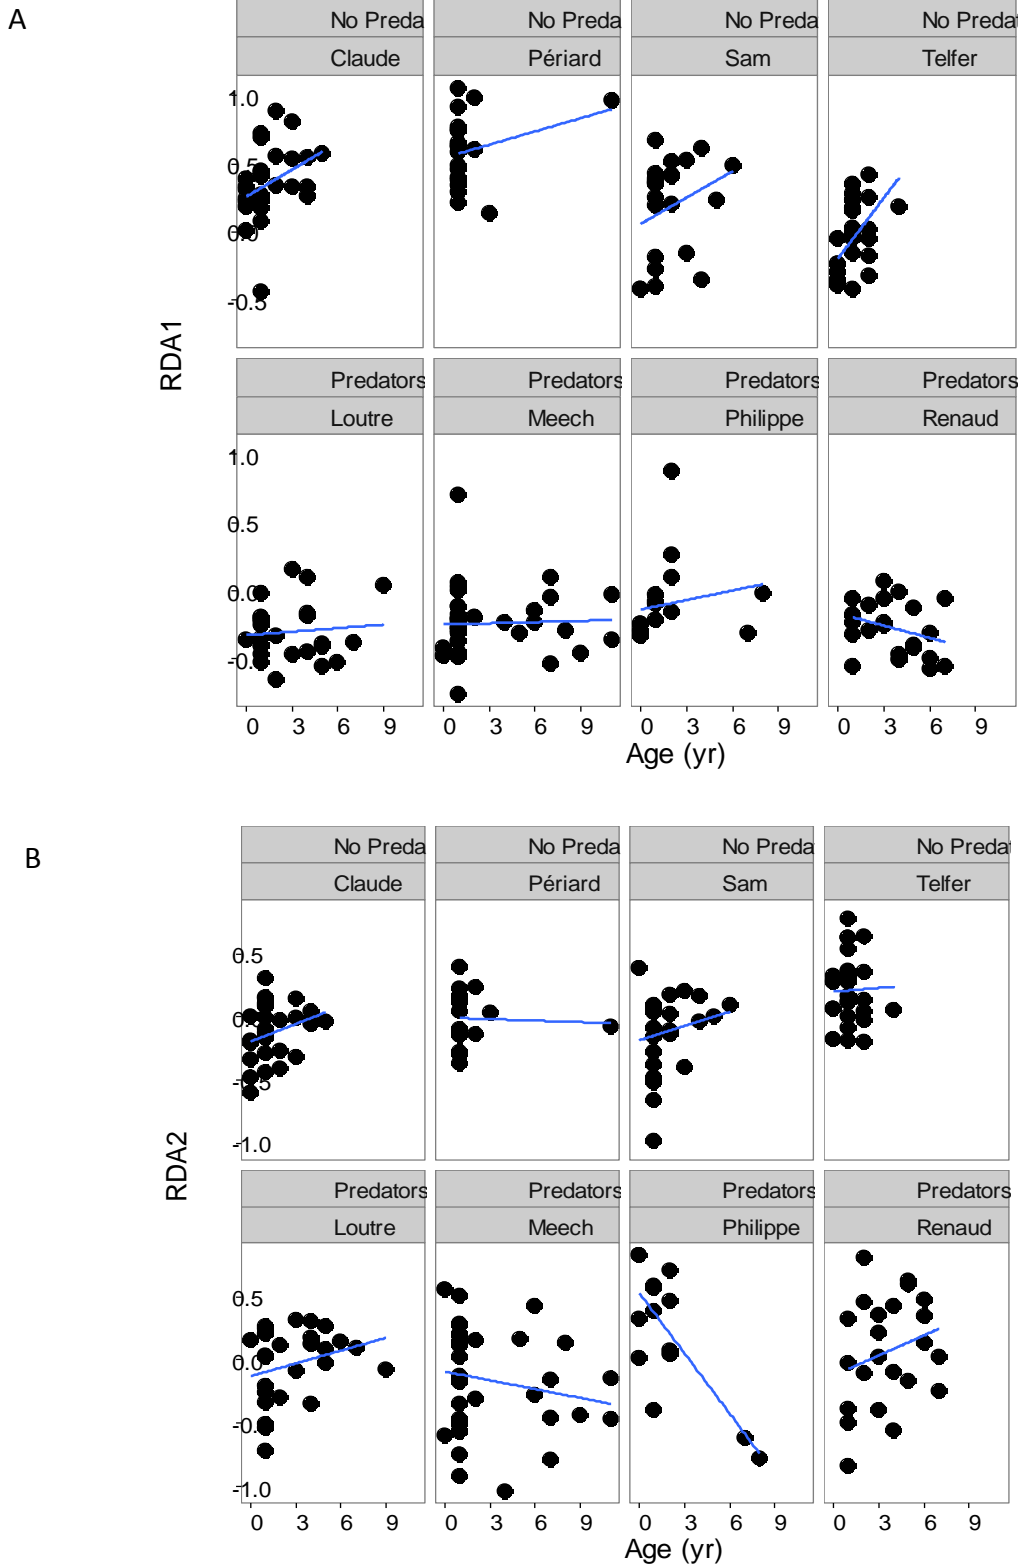 A
No Preda No Preda No Preda No Predat
Claude Périard Sam Telfer
1.0
0.5
0.0
-0.5
RDA1
Predators Predators Predators Predators
Loutre Meech Philippe Renaud
1.0
0.5
0.0
-0.
0 3 6 9 0 3 6 9 0 3 6 9 0 3 6 9
Age (yr)
B
No Preda No Preda No Preda No Predat
Claude Périard Sam Telfer
0.5
0.
-0.5
-1.0
RDA2
Predators Predators Predators Predators
Loutre Meech Philippe Renaud
0.5
0.0
-0.
-1.0
0 3 6 9 0 3 6 9 0 3 6 9 0 3 6 9
Age (yr)